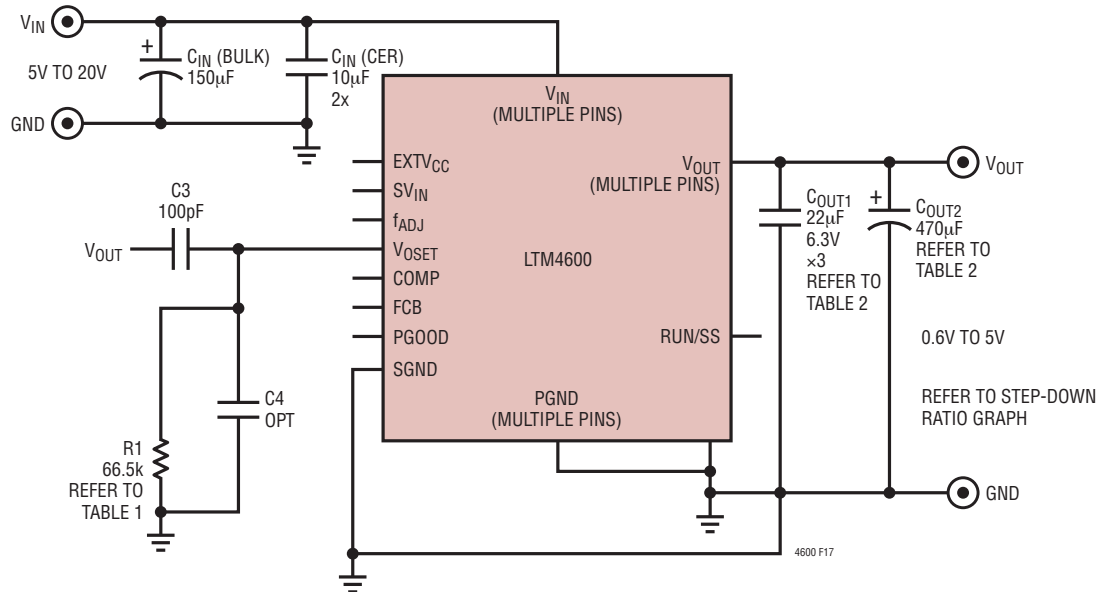 VIN
5V TO 20V
GND
+
CIN (BULK)
150µF
CIN (CER)
10µF
2x
VIN
(MULTIPLE PINS)
EXTVCC
SVIN
fADJ
VOSET
COMP
FCB
PGOOD
SGND
LTM4600
VOUT
(MULTIPLE PINS)
RUN/SS
PGND
(MULTIPLE PINS)
C3
100pF
VOUT
C4
OPT
R1
66.5k
REFER TO
TABLE 1
VOUT
COUT1
22µF
6.3V
×3
REFER TO
TABLE 2
+
COUT2
470µF
REFER TO
TABLE 2
0.6V TO 5V
REFER TO STEP-DOWN
RATIO GRAPH
GND
4600 F17